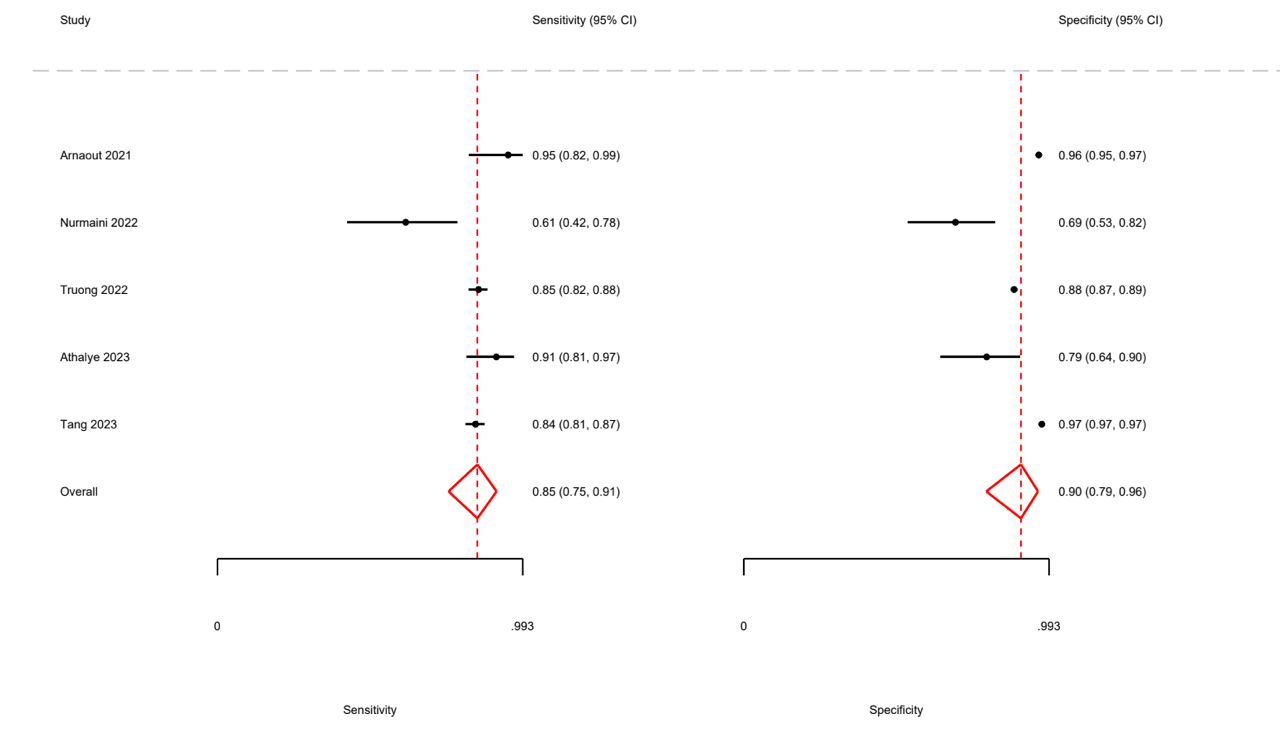 Study Sensitivity (95% CI) Specificity (95% CI)
Arnaout 2021 0.95 (0.82, 0.99) 0.96 (0.95, 0.97)
Nurmaini 2022 0.61 (0.42, 0.78) 0.69 (0.53, 0.82)
Truong 2022 0.85 (0.82, 0.88) 0.88 (0.87, 0.89)
Athalye 2023 0.91 (0.81, 0.97) 0.79 (0.64, 0.90)
Tang 2023 0.84 (0.81, 0.87) 0.97 (0.97, 0.97)
Overall 0.85 (0.75, 0.91) 0.90 (0.79, 0.96)
0 .993 0 .993
Sensitivity Specificity